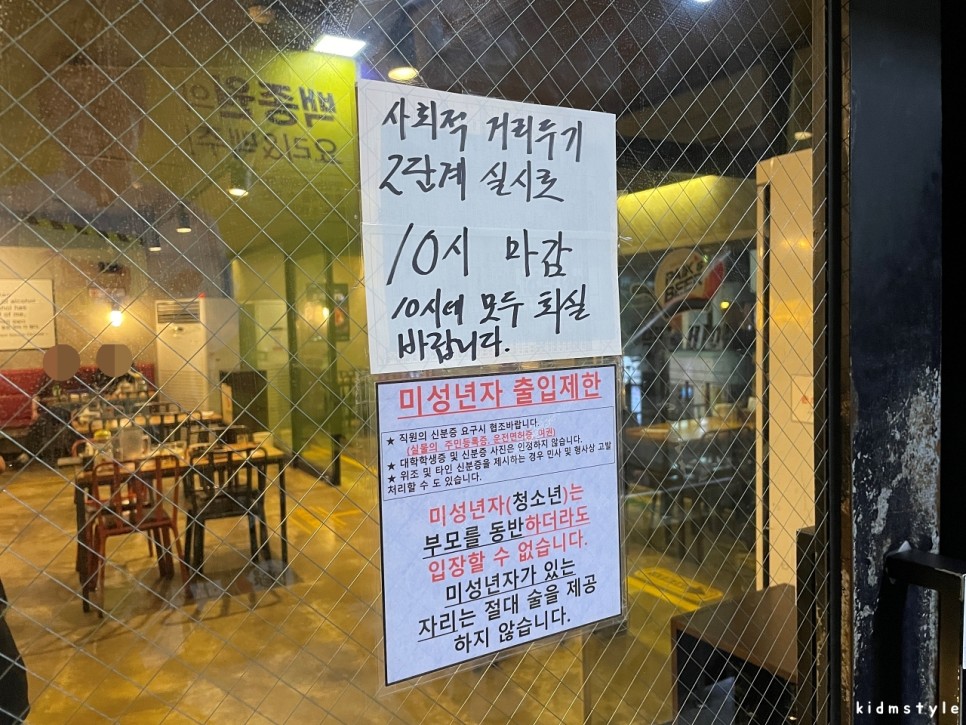 사회적 거리두기
2단계 실시로
10시 마감
10시에 모두 퇴실
바랍니다.
미성년자 출입제한
★ 직원의 신분증 요구시 협조바랍니다.
(실물의 주민등록증, 운전면허증, 여권)
★ 대학학생증 및 신분증 사진은 인정하지 않습니다.
★ 위조 및 타인 신분증을 제시하는 경우 민사 및 형사상 고발
처리할 수 도 있습니다.
미성년자(청소년)는
부모를 동반하더라도
입장할 수 없습니다.
미성년자가 있는
자리는 절대 술을 제공
하지 않습니다.
백종원의
PAIK'S
BEER
kidmstyle